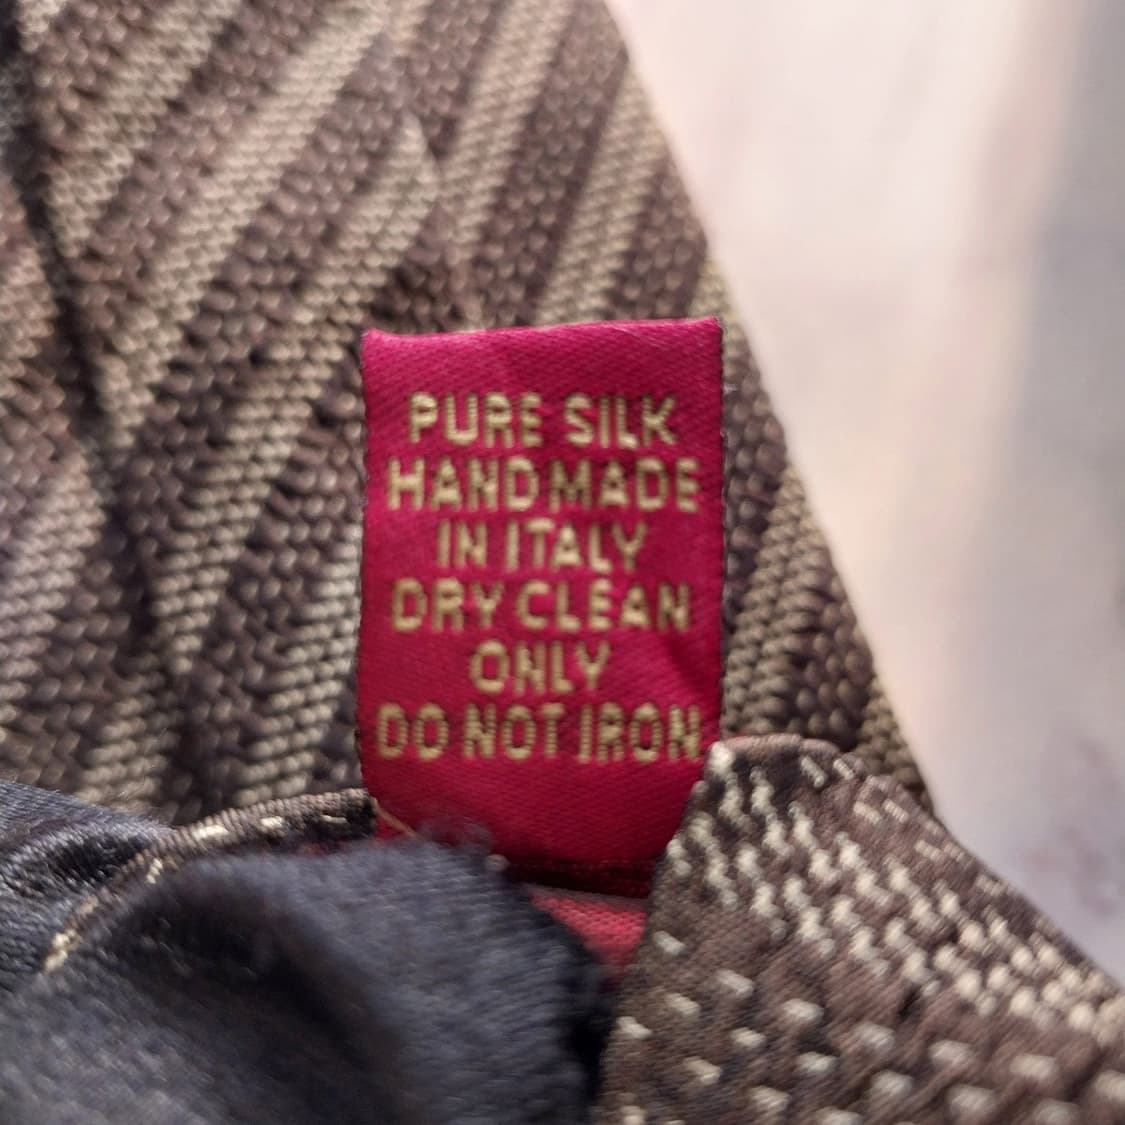 PURE SILK
HANDMADE
IN ITALY
DRY CLEAN
ONLY
DO NOT IRON